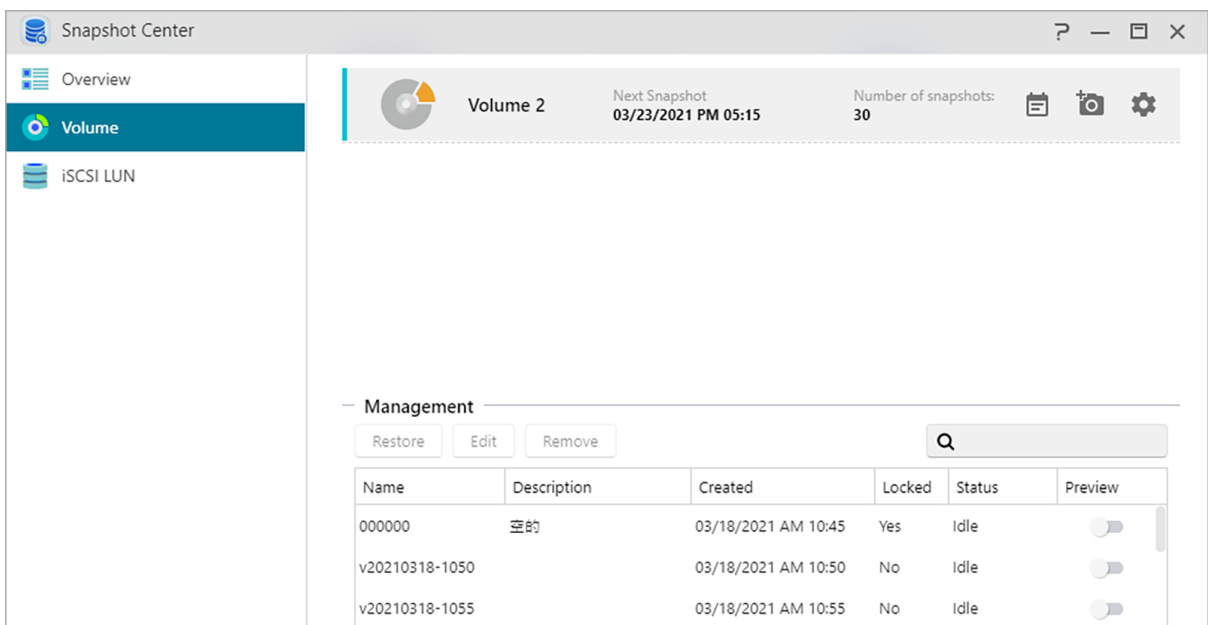 Snapshot Center
Overview
Volume
iSCSI LUN
Volume 2
Next Snapshot
03/23/2021 PM 05:15
Number of snapshots:
30
Management
Restore Edit Remove
Name Description Created Locked Status Preview
000000 空的 03/18/2021 AM 10:45 Yes Idle
v20210318-1050 03/18/2021 AM 10:50 No Idle
v20210318-1055 03/18/2021 AM 10:55 No Idle